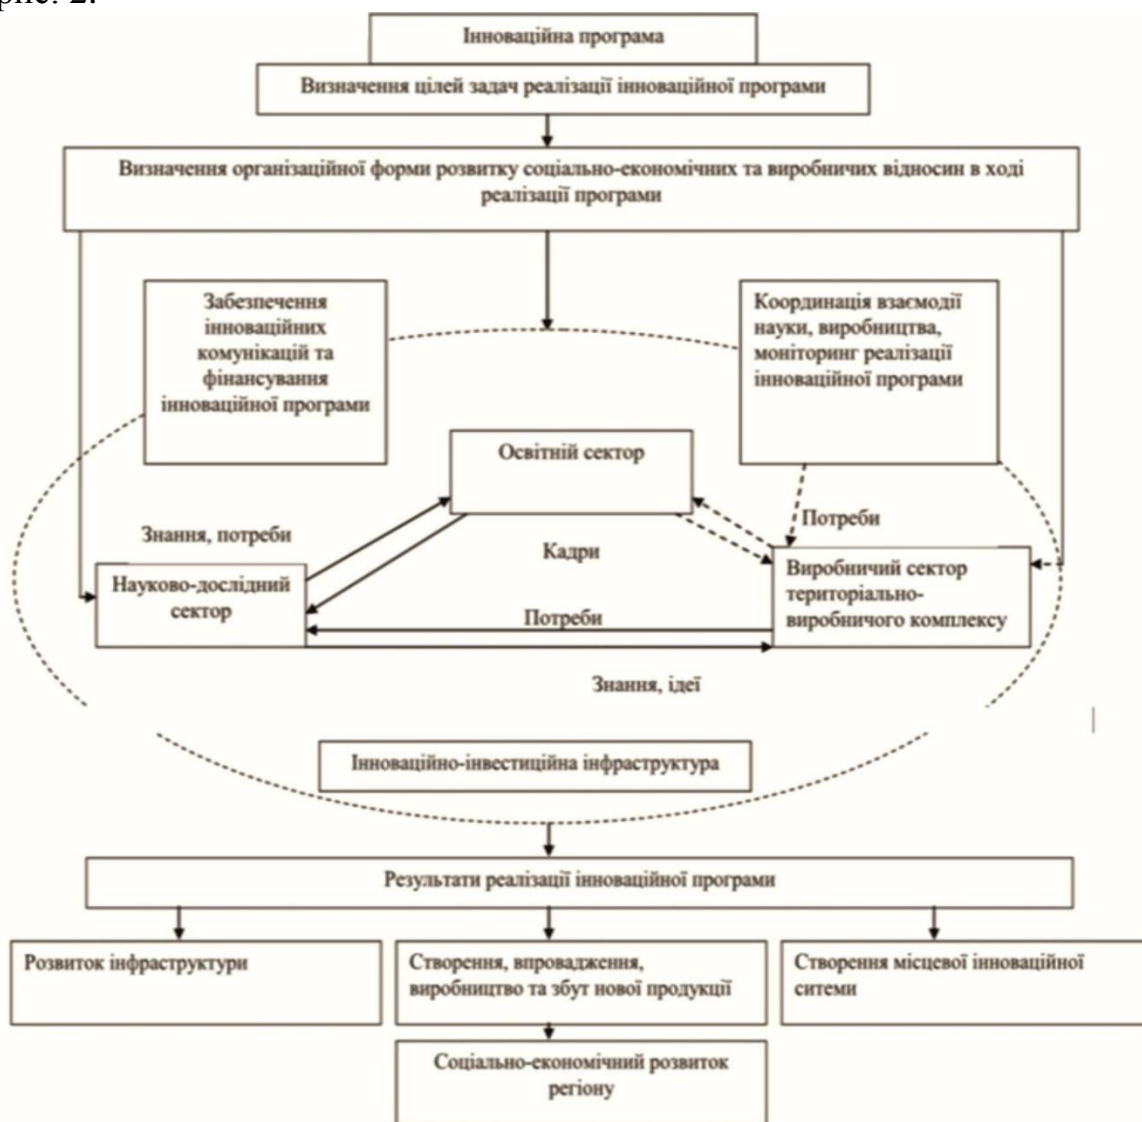 рис. 2.
Інноваційна програма
Визначення цілей задач реалізації інноваційної програми
Визначення організаційної форми розвитку соціально-економічних та виробничих відносин в ході
реалізації програми
Забезпечення
інноваційних
комунікацій та
фінансування
інноваційної програми
Координація взаємодії
науки, виробництва,
моніторинг реалізації
інноваційної програми
Освітній сектор
Знання, потреби
Кадри
Потреби
Науково-дослідний
сектор
Виробничий сектор
територіально-
виробничого комплексу
Потреби
Знання, ідеї
Інноваційно-інвестиційна інфраструктура
Результати реалізації інноваційної програми
Розвиток інфраструктури
Створення, впровадження,
виробництво та збут нової продукції
Створення місцевої інноваційної
ситеми
Соціально-економічний розвиток
регіону